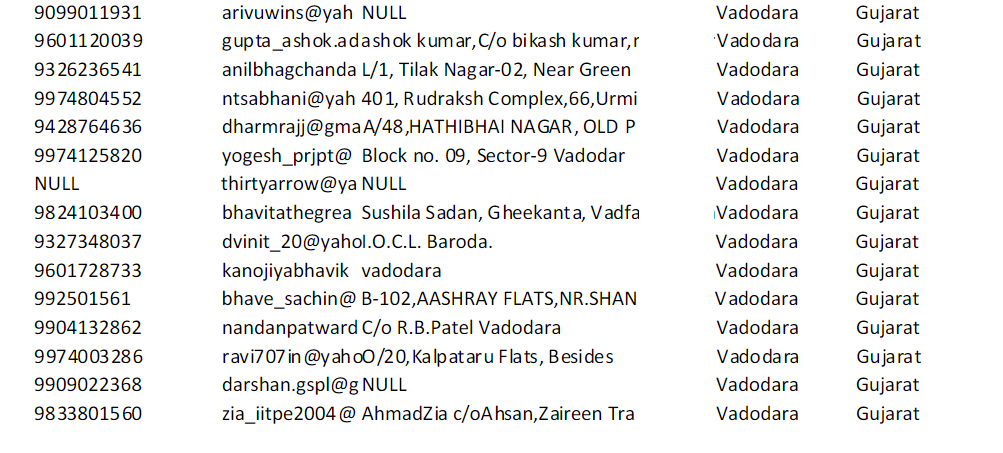 9099011931 arivuwins@yah NULL Vadodara Gujarat
9601120039 gupta_ashok.ad ashok kumar,C/o bikash kumar,r Vadodara Gujarat
9326236541 anilbhagchanda L/1, Tilak Nagar-02, Near Green Vadodara Gujarat
9974804552 ntsabhani@yah 401, Rudraksh Complex,66,Urmi Vadodara Gujarat
9428764636 dharmrajj@gma A/48,HATHIBHAI NAGAR, OLD P Vadodara Gujarat
9974125820 yogesh_prjpt@ Block no. 09, Sector-9 Vadodar Vadodara Gujarat
NULL thirtyarrow@ya NULL Vadodara Gujarat
9824103400 bhavitathegrea Sushila Sadan, Gheekanta, Vadfa Vadodara Gujarat
9327348037 dvinit_20@yaho I.O.C.L. Baroda. Vadodara Gujarat
9601728733 kanojiyabhavik vadodara Vadodara Gujarat
992501561 bhave_sachin@ B-102,AASHRAY FLATS,NR.SHAN Vadodara Gujarat
9904132862 nandanpatward C/o R.B.Patel Vadodara Vadodara Gujarat
9974003286 ravi707in@yaho O/20,Kalpataru Flats, Besides Vadodara Gujarat
9909022368 darshan.gspl@g NULL Vadodara Gujarat
9833801560 zia_iitpe2004@ AhmadZia c/oAhsan,Zaireen Tra Vadodara Gujarat